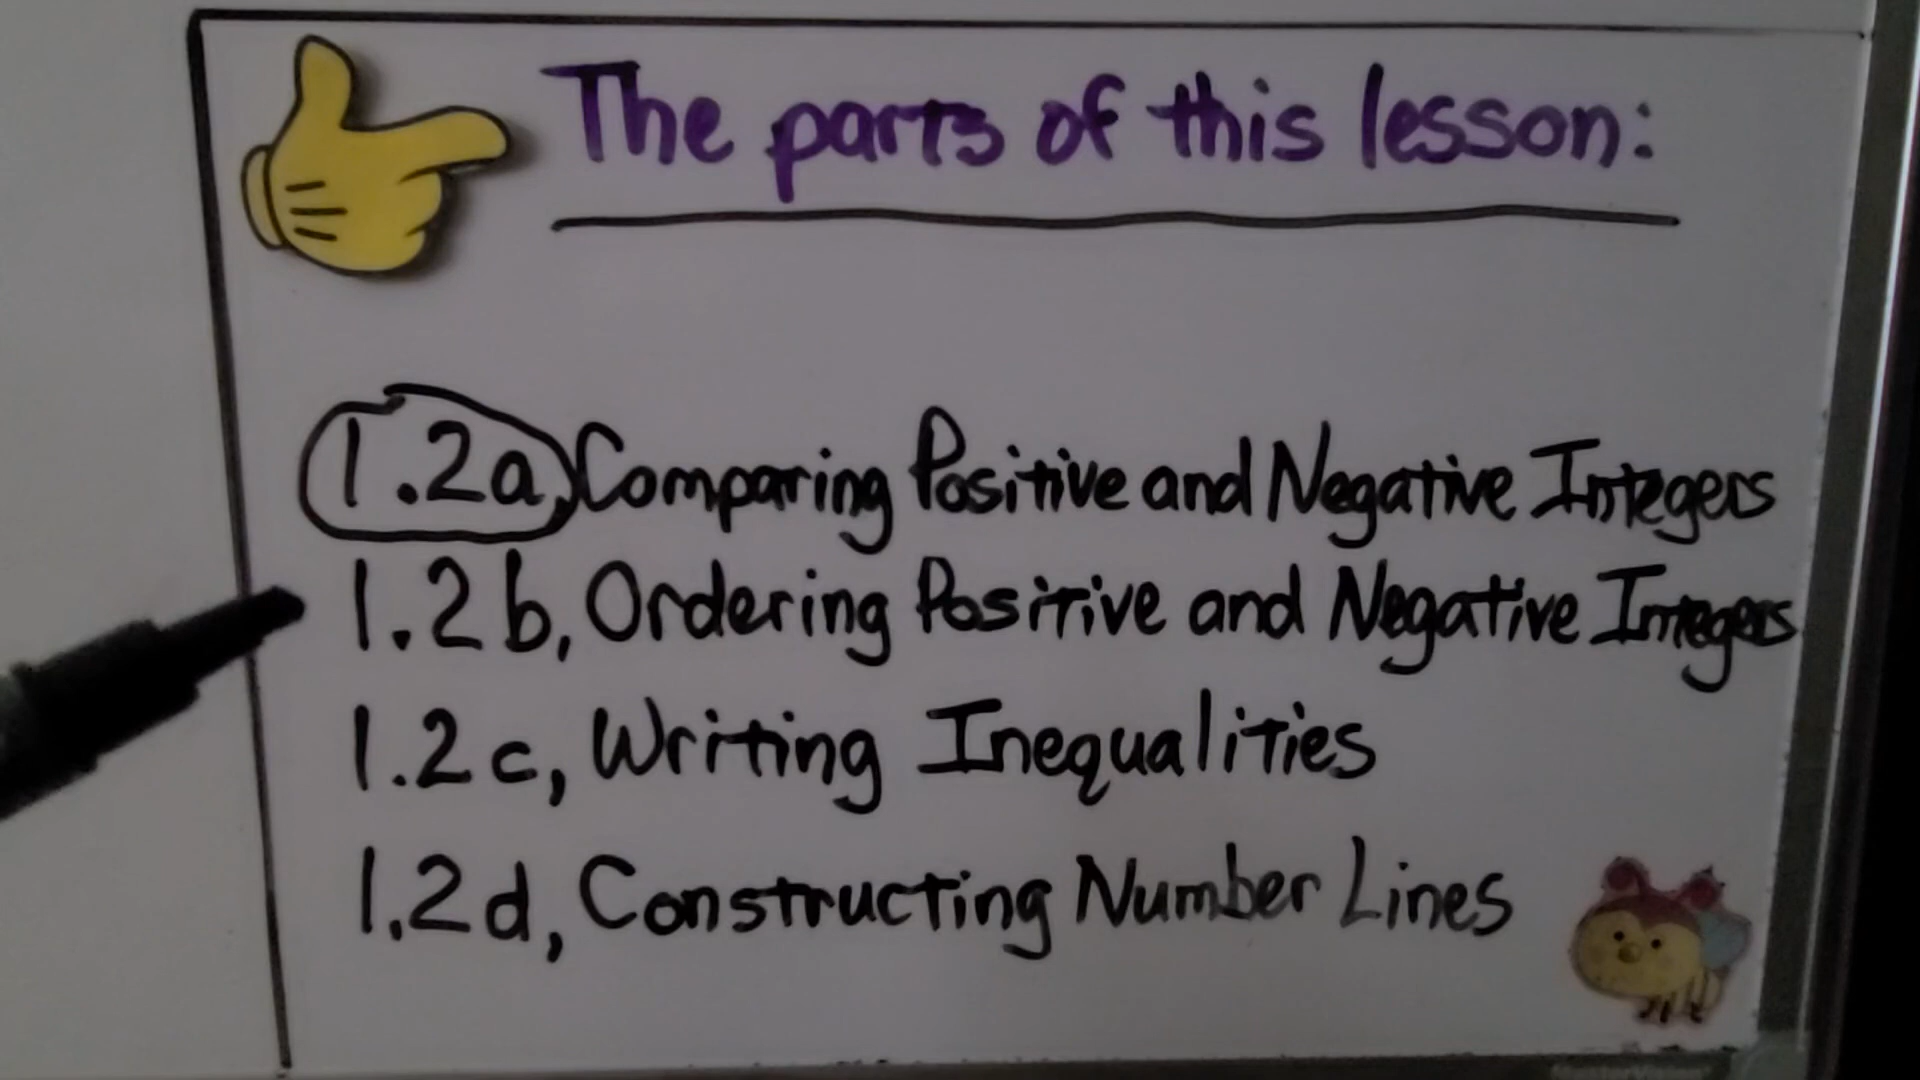 The parts of this lesson:
1.2a, Comparing Positive and Negative Integers
1.2b, Ordering Positive and Negative Integers
1.2c, Writing Inequalities
1.2d, Constructing Number Lines